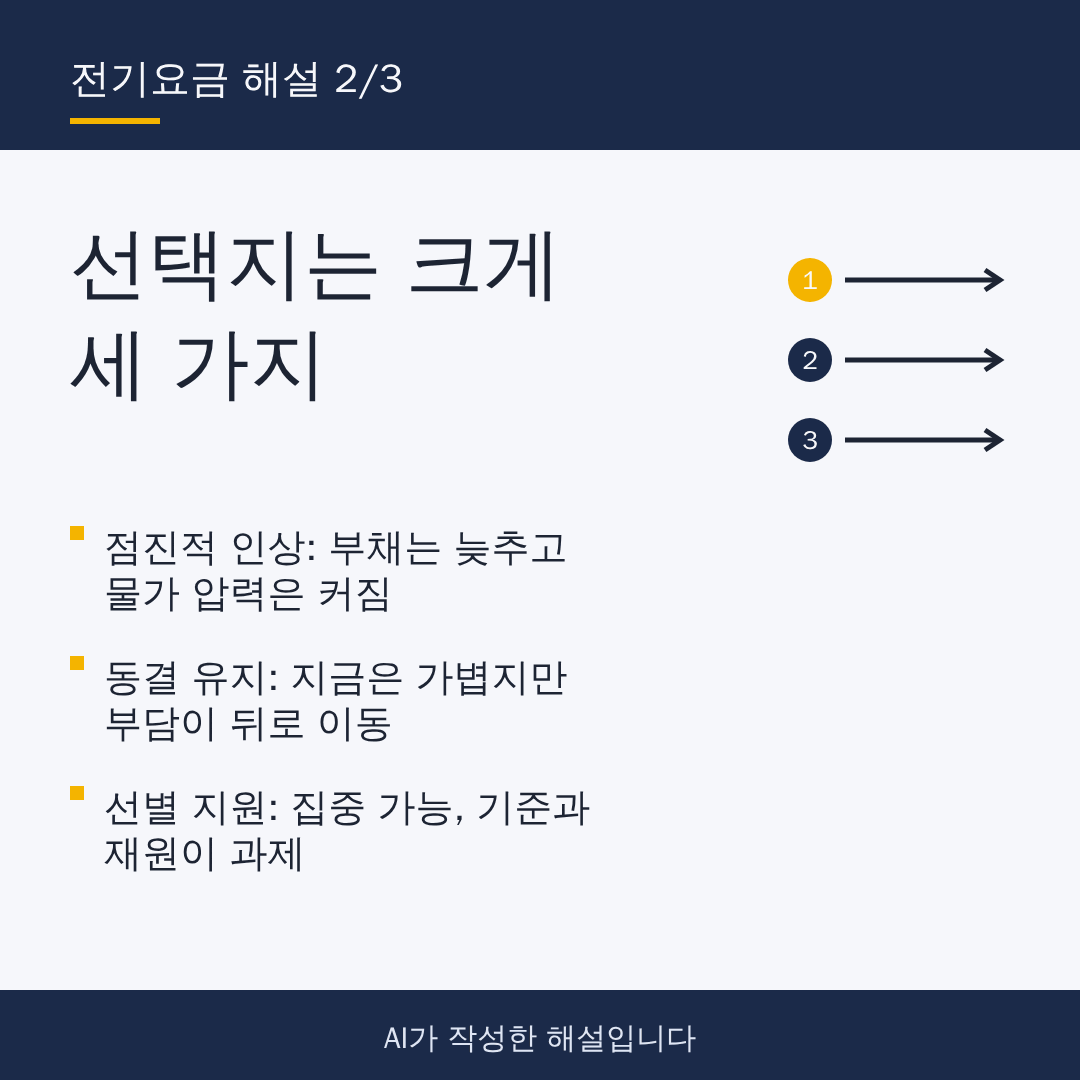 전기요금 해설 2/3
선택지는 크게
세 가지
1
2
3
점진적 인상: 부채는 늦추고
물가 압력은 커짐
동결 유지: 지금은 가볍지만
부담이 뒤로 이동
선별 지원: 집중 가능, 기준과
재원이 과제
AI가 작성한 해설입니다